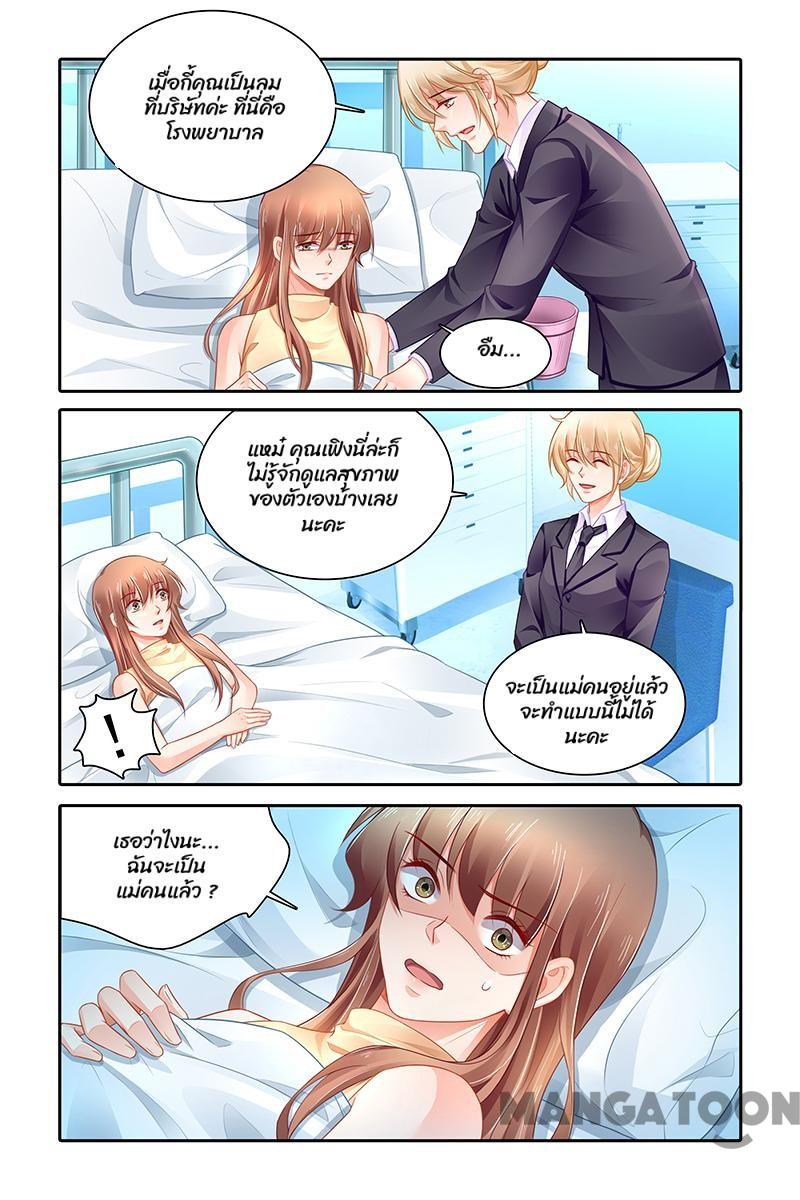 เมื่อกี้คุณเป็นลม
ที่บริษัทค่ะ ที่นี่คือ
โรงพยาบาล
อืม...
แหม๋ คุณเฟิงนี่ล่ะก็
ไม่รู้จักดูแลสุขภาพ
ของตัวเองบ้างเลย
นะคะ
!
จะเป็นแม่คนอยู่แล้ว
จะทำแบบนี้ไม่ได้
นะคะ
เธอว่าไงนะ...
ฉันจะเป็น
แม่คนแล้ว ?
MANGATOON